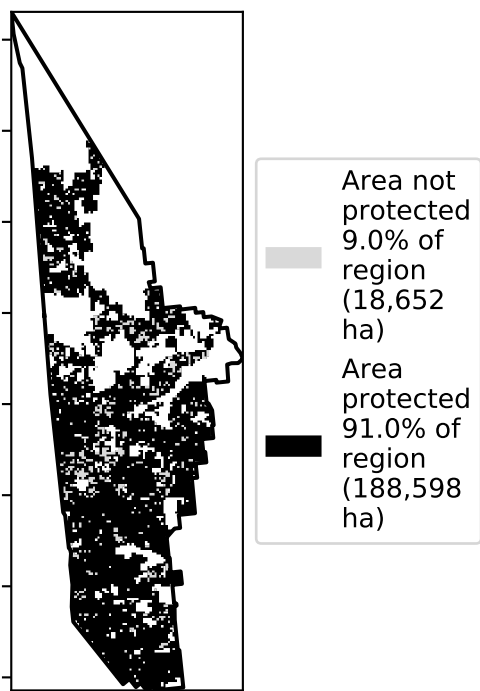 Area not
protected
9.0% of
region
(18,652
ha)
Area
protected
91.0% of
region
(188,598
ha)